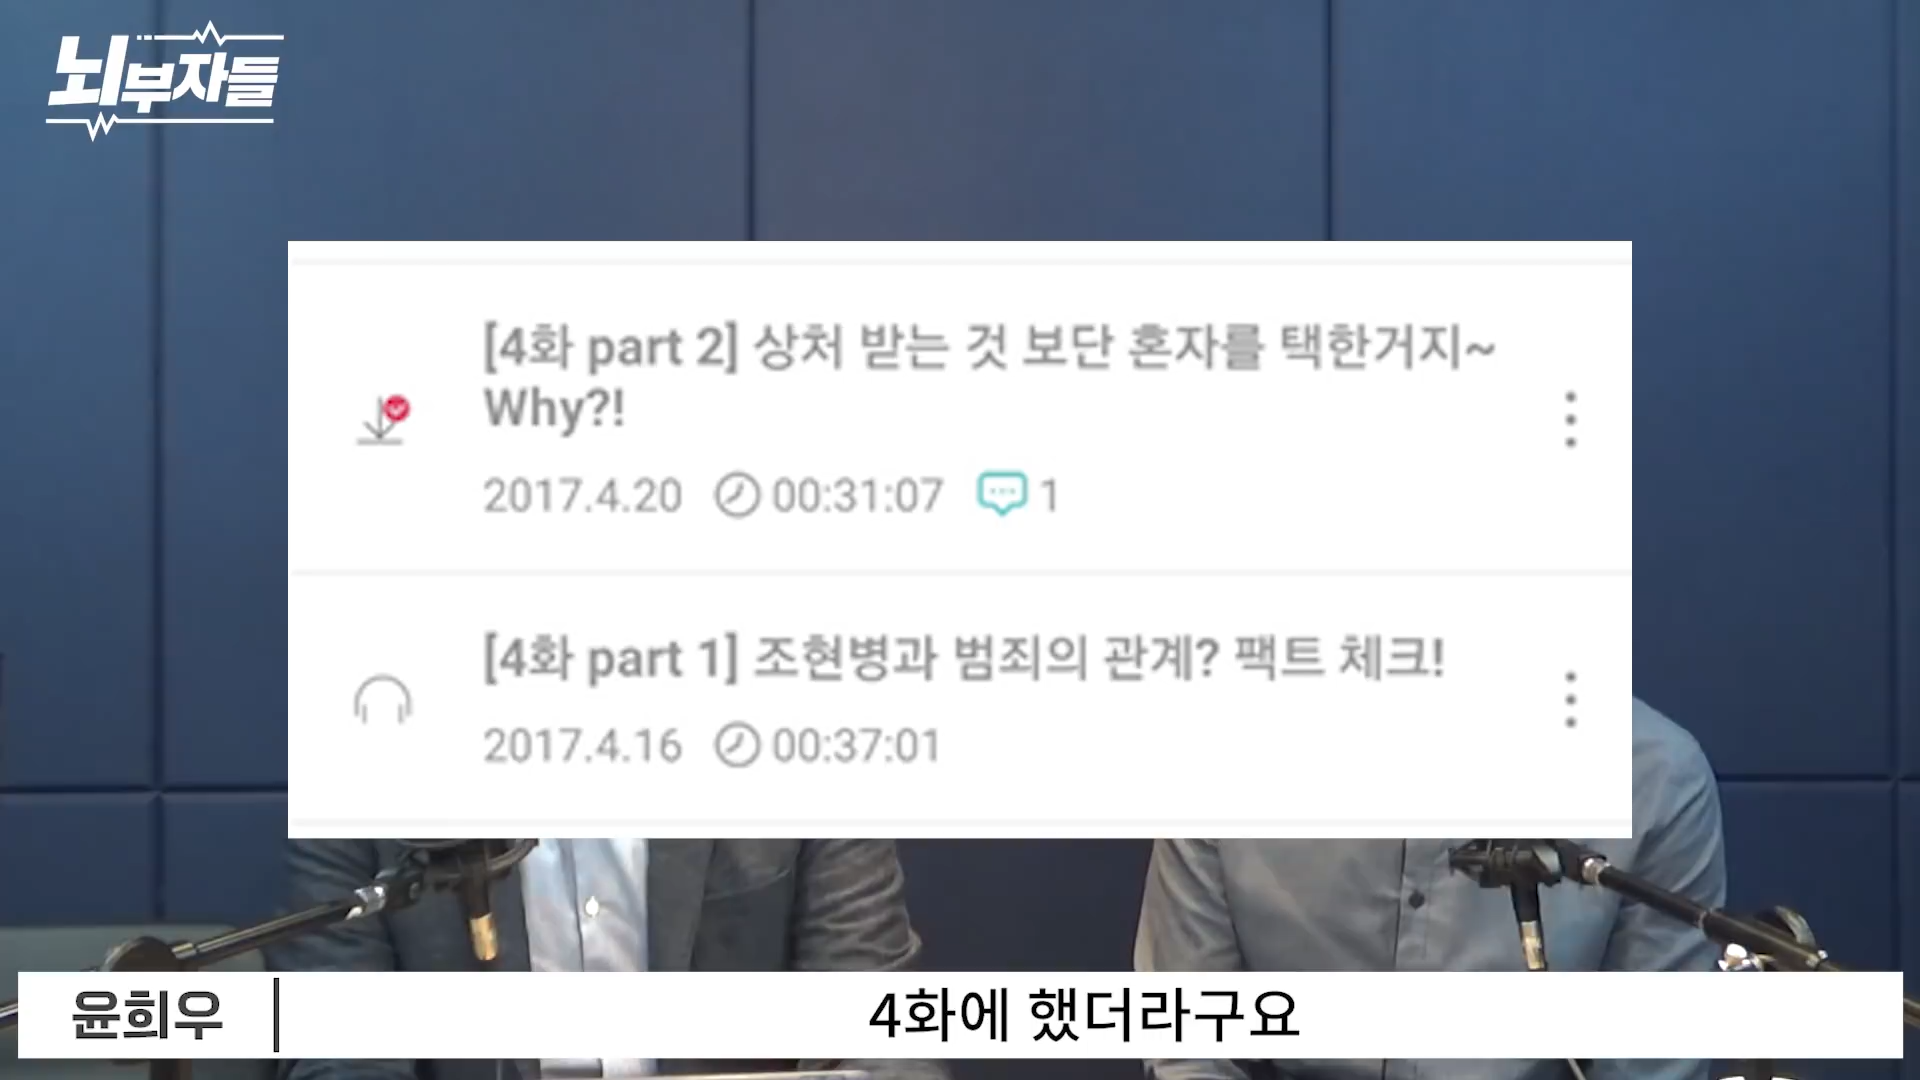 뇌부자들
[4화 part 2] 상처 받는 것 보단 혼자를 택한거지~
Why?!
2017.4.20 00:31:07 1
[4화 part 1] 조현병과 범죄의 관계? 팩트 체크!
2017.4.16 00:37:01
윤희우 4화에 했더라구요